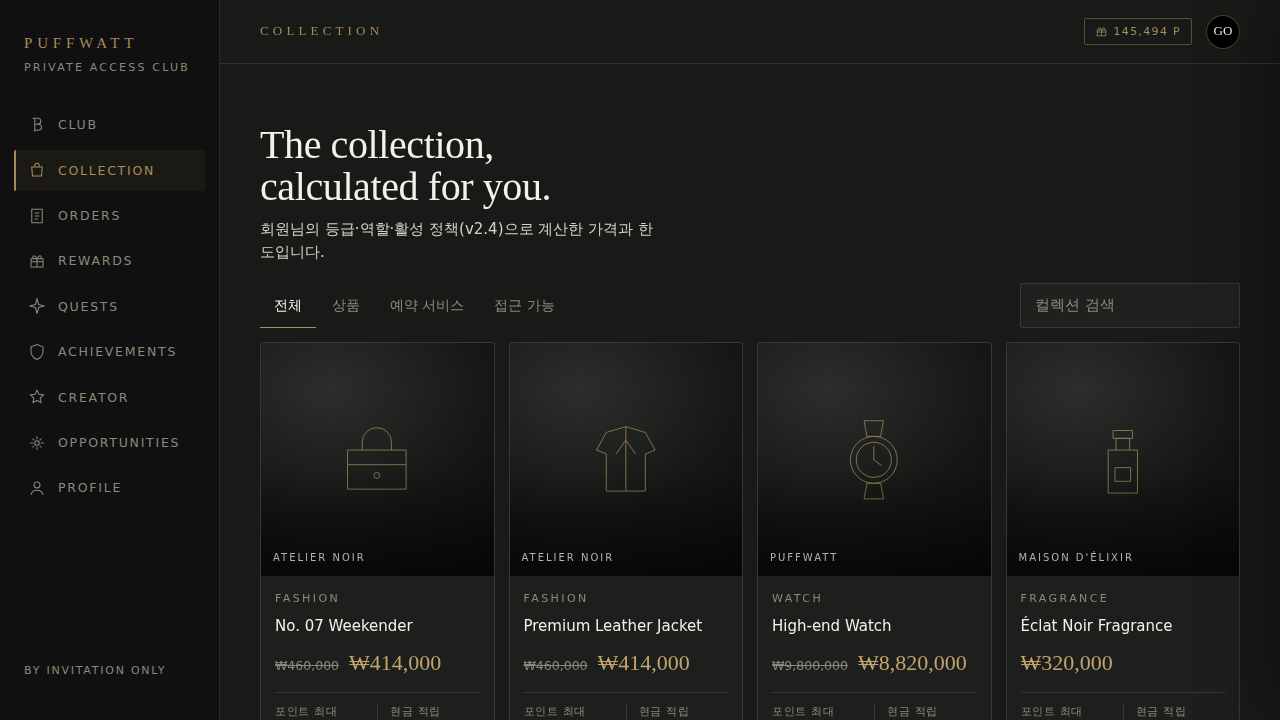 PUFFWATT
PRIVATE ACCESS CLUB
CLUB
COLLECTION
ORDERS
REWARDS
QUESTS
ACHIEVEMENTS
CREATOR
OPPORTUNITIES
PROFILE
BY INVITATION ONLY
COLLECTION
145,494 P
GO
The collection,
calculated for you.
회원님의 등급·역할·활성 정책(v2.4)으로 계산한 가격과 한
도입니다.
전체 상품 예약 서비스 접근 가능
컬렉션 검색
ATELIER NOIR
FASHION
No. 07 Weekender
₩460,000 ₩414,000
포인트 최대 현금 적립
ATELIER NOIR
FASHION
Premium Leather Jacket
₩460,000 ₩414,000
포인트 최대 현금 적립
PUFFWATT
WATCH
High-end Watch
₩9,800,000 ₩8,820,000
포인트 최대 현금 적립
MAISON D'ÉLIXIR
FRAGRANCE
Éclat Noir Fragrance
₩320,000
포인트 최대 현금 적립